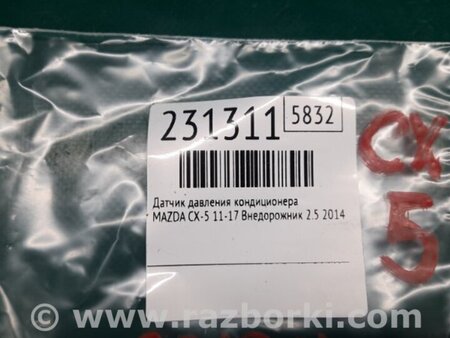 231311 5832
Датчик давления кондиционера
MAZDA CX-5 11-17 Внедорожник 2.5 2014
CX
5
© www.razborki.com